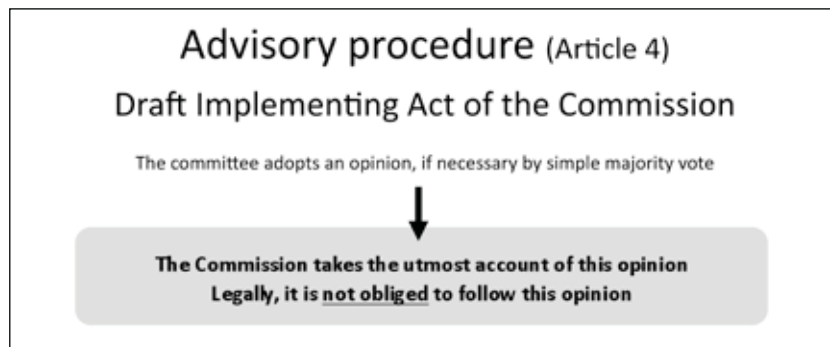 Advisory procedure (Article 4)
Draft Implementing Act of the Commission
The committee adopts an opinion, if necessary by simple majority vote
The Commission takes the utmost account of this opinion
Legally, it is not obliged to follow this opinion